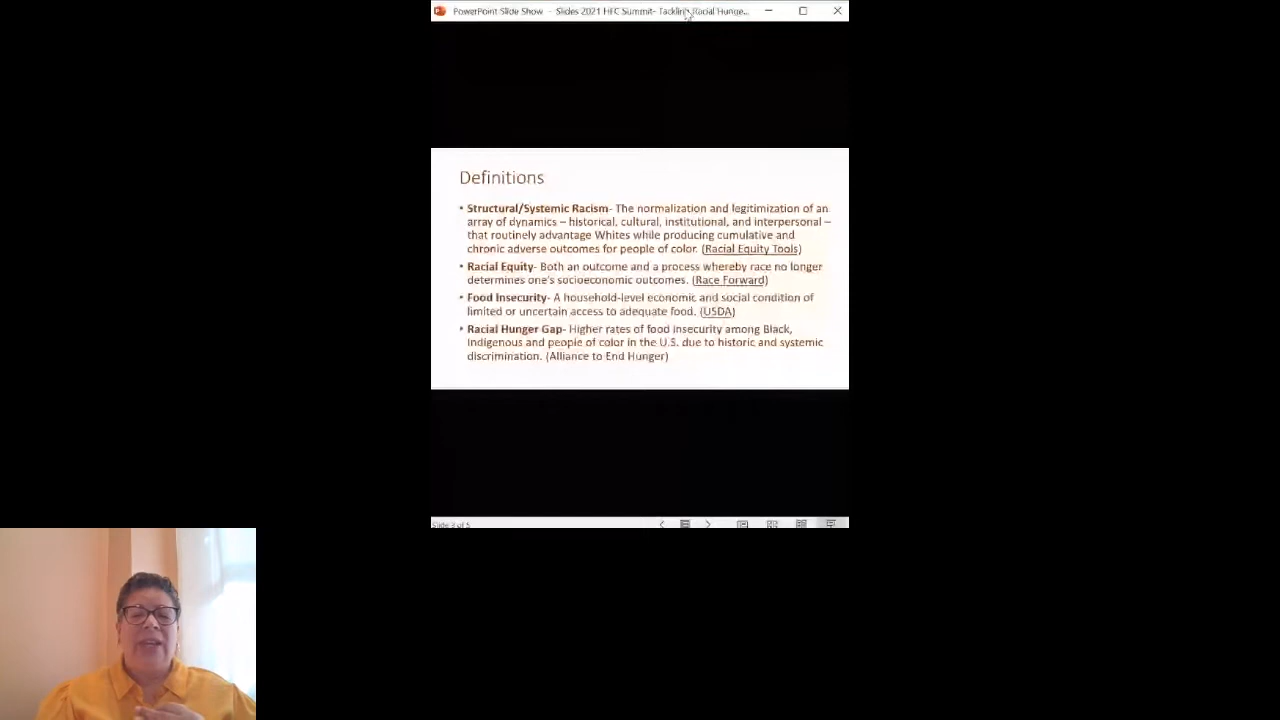 PowerPoint Slide Show - Slides 2021 HFC Summit- Tackling Racial Hunge...
Definitions
• Structural/Systemic Racism- The normalization and legitimization of an
array of dynamics – historical, cultural, institutional, and interpersonal –
that routinely advantage Whites while producing cumulative and
chronic adverse outcomes for people of color. (Racial Equity Tools)
• Racial Equity- Both an outcome and a process whereby race no longer
determines one's socioeconomic outcomes. (Race Forward)
• Food Insecurity- A household-level economic and social condition of
limited or uncertain access to adequate food. (USDA)
• Racial Hunger Gap- Higher rates of food insecurity among Black,
Indigenous and people of color in the U.S. due to historic and systemic
discrimination. (Alliance to End Hunger)
Slide 3 of 5